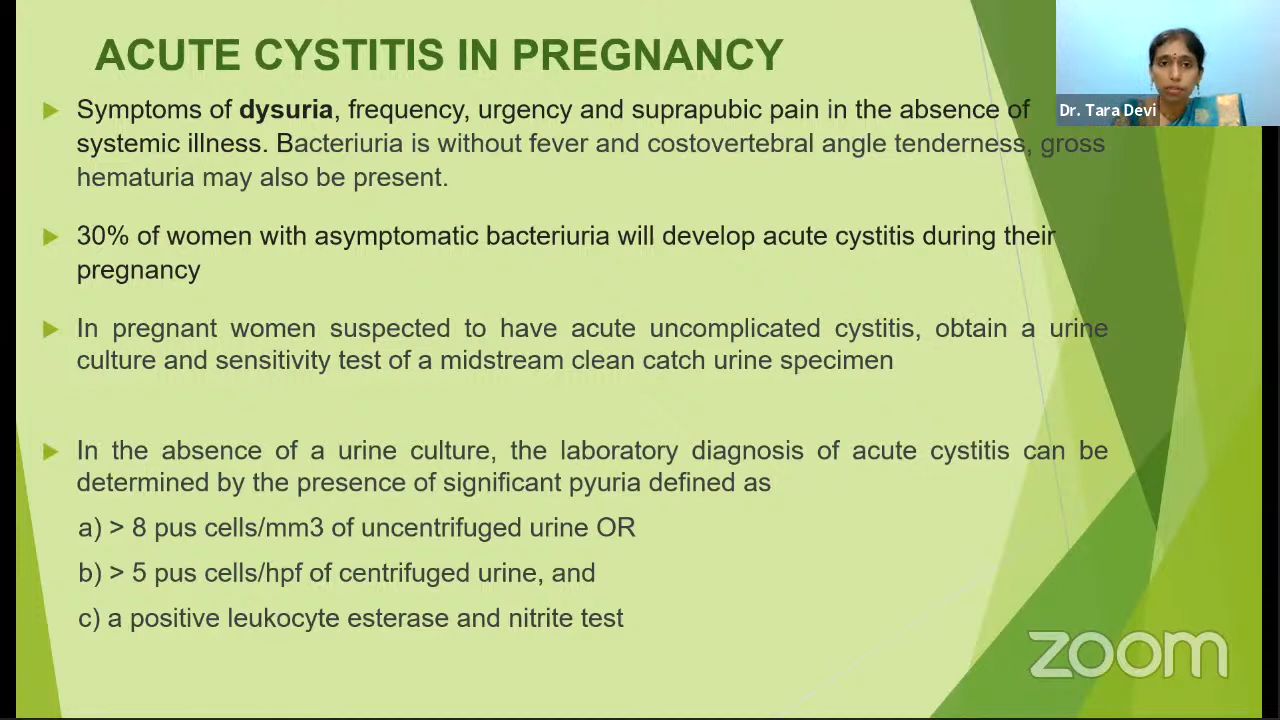 ACUTE CYSTITIS IN PREGNANCY
Dr. Tara Devi
Symptoms of dysuria, frequency, urgency and suprapubic pain in the absence of
systemic illness. Bacteriuria is without fever and costovertebral angle tenderness, gross
hematuria may also be present.
30% of women with asymptomatic bacteriuria will develop acute cystitis during their
pregnancy
In pregnant women suspected to have acute uncomplicated cystitis, obtain a urine
culture and sensitivity test of a midstream clean catch urine specimen
In the absence of a urine culture, the laboratory diagnosis of acute cystitis can be
determined by the presence of significant pyuria defined as
a) > 8 pus cells/mm3 of uncentrifuged urine OR
b) > 5 pus cells/hpf of centrifuged urine, and
c) a positive leukocyte esterase and nitrite test
zoom